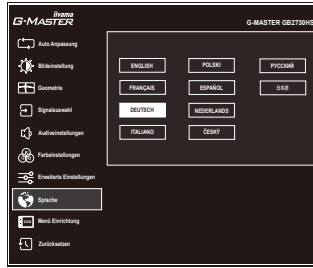 iiyama
G-MASTER
G-MASTER GB2730HS
Auto Anpassung
Bildeinstellung
Geometrie
Signalauswahl
Audioeinstellungen
Farbeinstellungen
Erweiterte Einstellungen
Sprache
Menü Einrichtung
Zurücksetzen
ENGLISH
POLSKI
РУССКИЙ
FRANÇAIS
ESPAÑOL
日本語
DEUTSCH
NEDERLANDS
ITALIANO
ČESKÝ
OSD